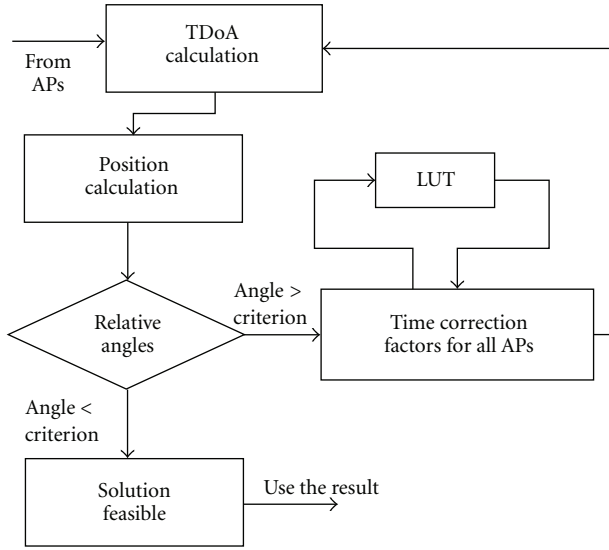 TDoA
calculation
From
APs
Position
calculation
LUT
Relative
angles
Angle >
criterion
Time correction
factors for all APs
Angle <
criterion
Solution
feasible
Use the result